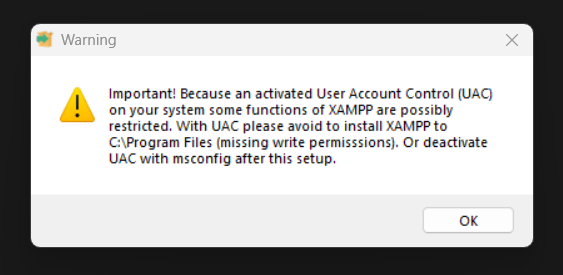 Warning
Important! Because an activated User Account Control (UAC)
on your system some functions of XAMPP are possibly
restricted. With UAC please avoid to install XAMPP to
C:\Program Files (missing write permisssions). Or deactivate
UAC with msconfig after this setup.
OK